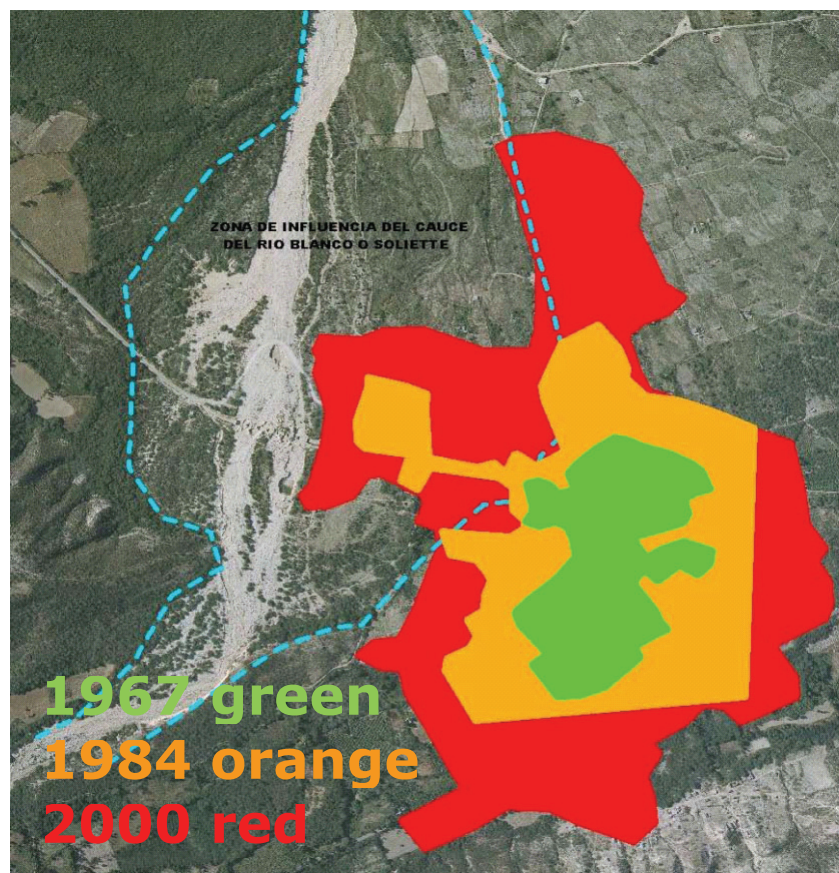 ZONA DE INFLUENCIA DEL CAUCE
DEL RIO BLANCO O SOLIETTE
1967 green
1984 orange
2000 red